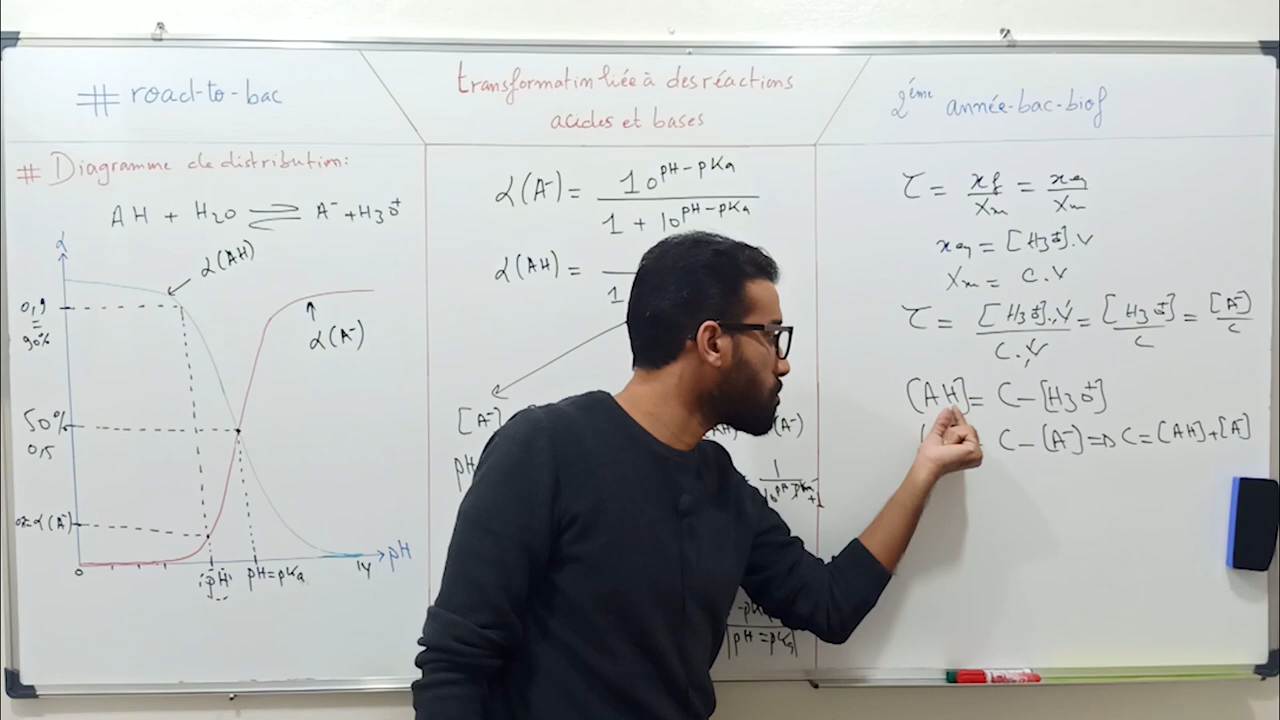 # road-to-bac
transformation liée à des réactions
acides et bases
2ème année-bac-biof
# Diagramme de distribution:
AH + H2O ⇌ A⁻ + H3O⁺
α
α(AH)
0,9
=
90%
α(A⁻)
50%
0,5
α(A⁻)
0
pH
pH=pKa
14
pH
α(A⁻) = 10^(pH-pKa) / (1 + 10^(pH-pKa))
α(AH) =
1
[A⁻]
(A⁻)
pH
1 / (10^(pH-pKa)+1)
|pH=pKa|
τ = xf/Xm = xeq/Xm
xeq = [H3O⁺].V
Xm = C.V
τ = [H3O⁺].V / C.V = [H3O⁺]/C = [A⁻]/C
[AH] = C-[H3O⁺]
C-[A⁻] => C=[AH]+[A⁻]